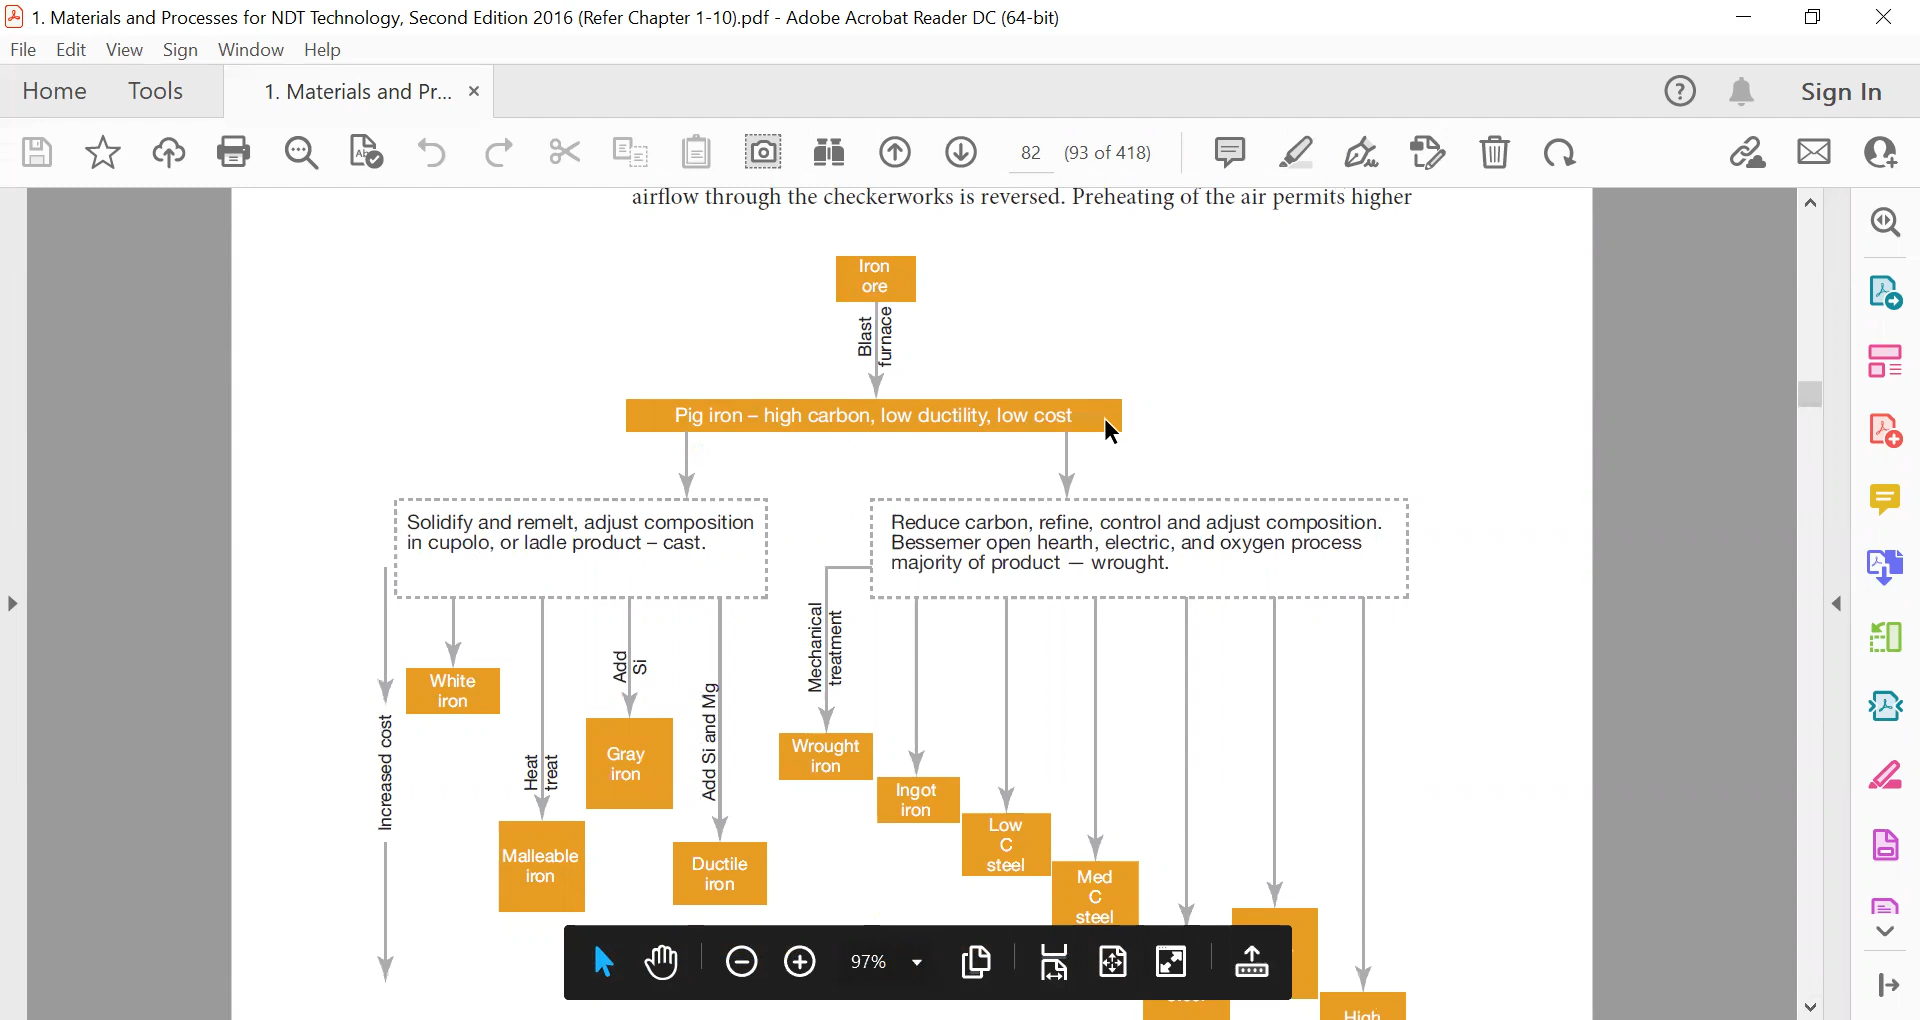 1. Materials and Processes for NDT Technology, Second Edition 2016 (Refer Chapter 1-10).pdf - Adobe Acrobat Reader DC (64-bit)
File Edit View Sign Window Help
Home Tools 1. Materials and Pr... × Sign In
82 (93 of 418)
airflow through the checkerworks is reversed. Preheating of the air permits higher
Iron
ore
Blast
furnace
Pig iron – high carbon, low ductility, low cost
Solidify and remelt, adjust composition
in cupolo, or ladle product – cast.
Reduce carbon, refine, control and adjust composition.
Bessemer open hearth, electric, and oxygen process
majority of product — wrought.
Increased cost
White
iron
Heat
treat
Malleable
iron
Add
Si
Gray
iron
Add Si and Mg
Ductile
iron
Mechanical
treatment
Wrought
iron
Ingot
iron
Low
C
steel
Med
C
steel
High
97%